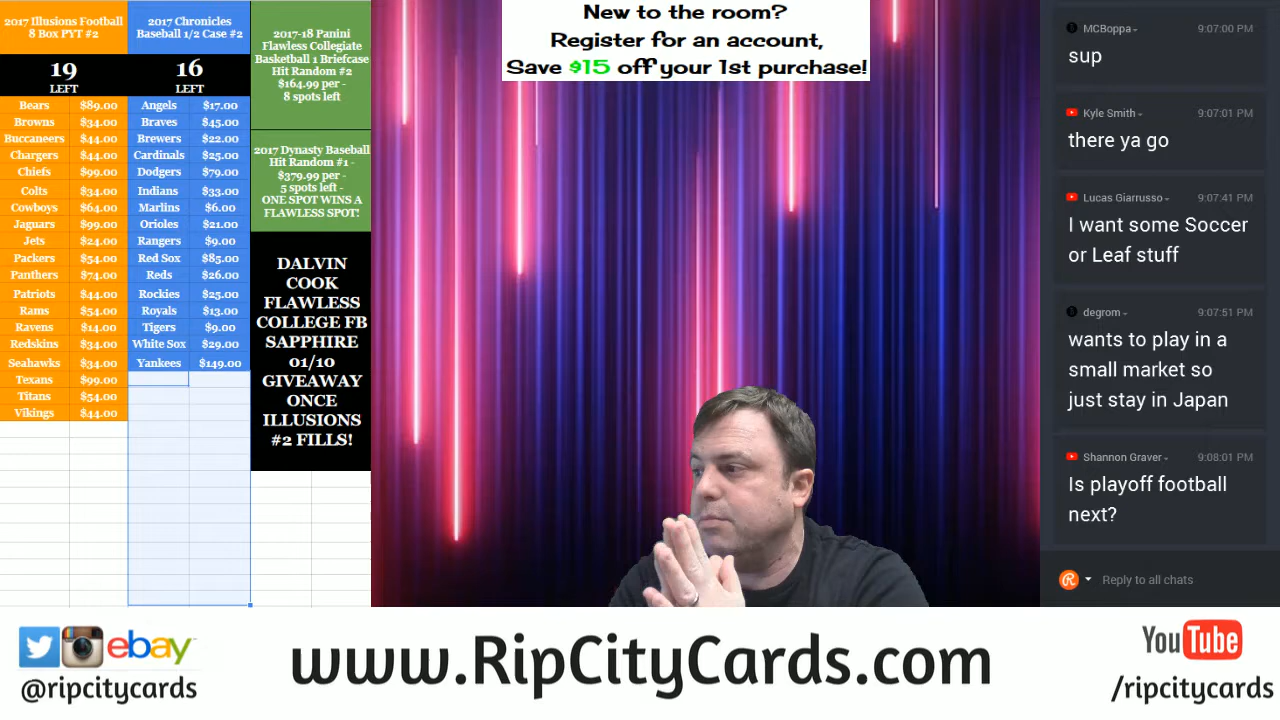 2017 Illusions Football
8 Box PYT #2
19
LEFT
Bears $89.00
Browns $34.00
Buccaneers $44.00
Chargers $44.00
Chiefs $99.00
Colts $34.00
Cowboys $64.00
Jaguars $99.00
Jets $24.00
Packers $54.00
Panthers $74.00
Patriots $44.00
Rams $54.00
Ravens $14.00
Redskins $34.00
Seahawks $34.00
Texans $99.00
Titans $54.00
Vikings $44.00
2017 Chronicles
Baseball 1/2 Case #2
16
LEFT
Angels $17.00
Braves $45.00
Brewers $22.00
Cardinals $25.00
Dodgers $79.00
Indians $33.00
Marlins $6.00
Orioles $21.00
Rangers $9.00
Red Sox $85.00
Reds $26.00
Rockies $25.00
Royals $13.00
Tigers $9.00
White Sox $29.00
Yankees $149.00
2017-18 Panini
Flawless Collegiate
Basketball 1 Briefcase
Hit Random #2
$164.99 per -
8 spots left
2017 Dynasty Baseball
Hit Random #1 -
$379.99 per -
5 spots left -
ONE SPOT WINS A
FLAWLESS SPOT!
DALVIN
COOK
FLAWLESS
COLLEGE FB
SAPPHIRE
01/10
GIVEAWAY
ONCE
ILLUSIONS
#2 FILLS!
New to the room?
Register for an account,
Save $15 off your 1st purchase!
MCBoppa 9:07:00 PM
sup
Kyle Smith 9:07:01 PM
there ya go
Lucas Giarrusso 9:07:41 PM
I want some Soccer
or Leaf stuff
degrom 9:07:51 PM
wants to play in a
small market so
just stay in Japan
Shannon Graver 9:08:01 PM
Is playoff football
next?
Reply to all chats
ebay
@ripcitycards
www.RipCityCards.com
YouTube
/ripcitycards